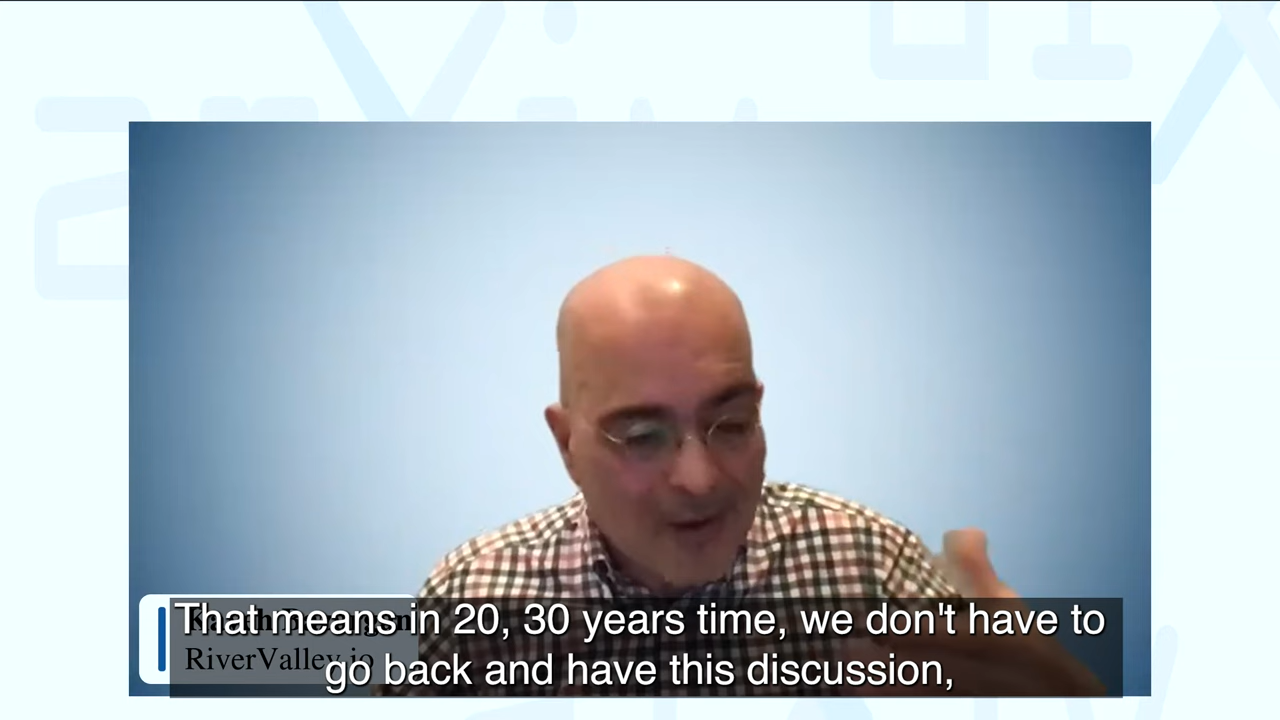 That means in 20, 30 years time, we don't have to
go back and have this discussion,
RiverValley.io